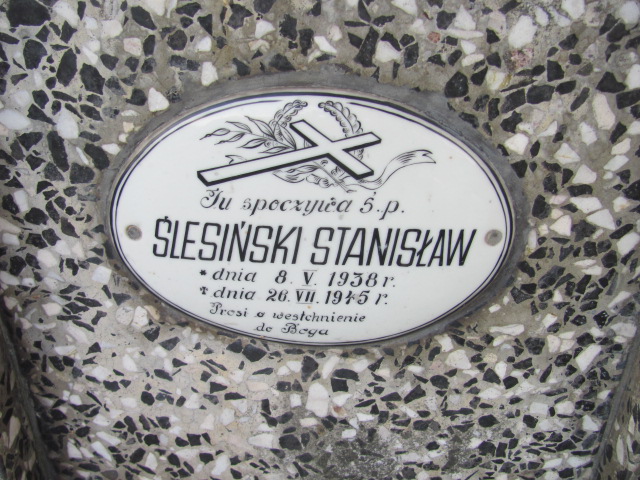 Tu spoczywa Ś.p.
ŚLESIŃSKI STANISŁAW
* dnia 8. V. 1938 r.
† dnia 26. VII. 1945 r.
Prosi o westchnienie
do Boga